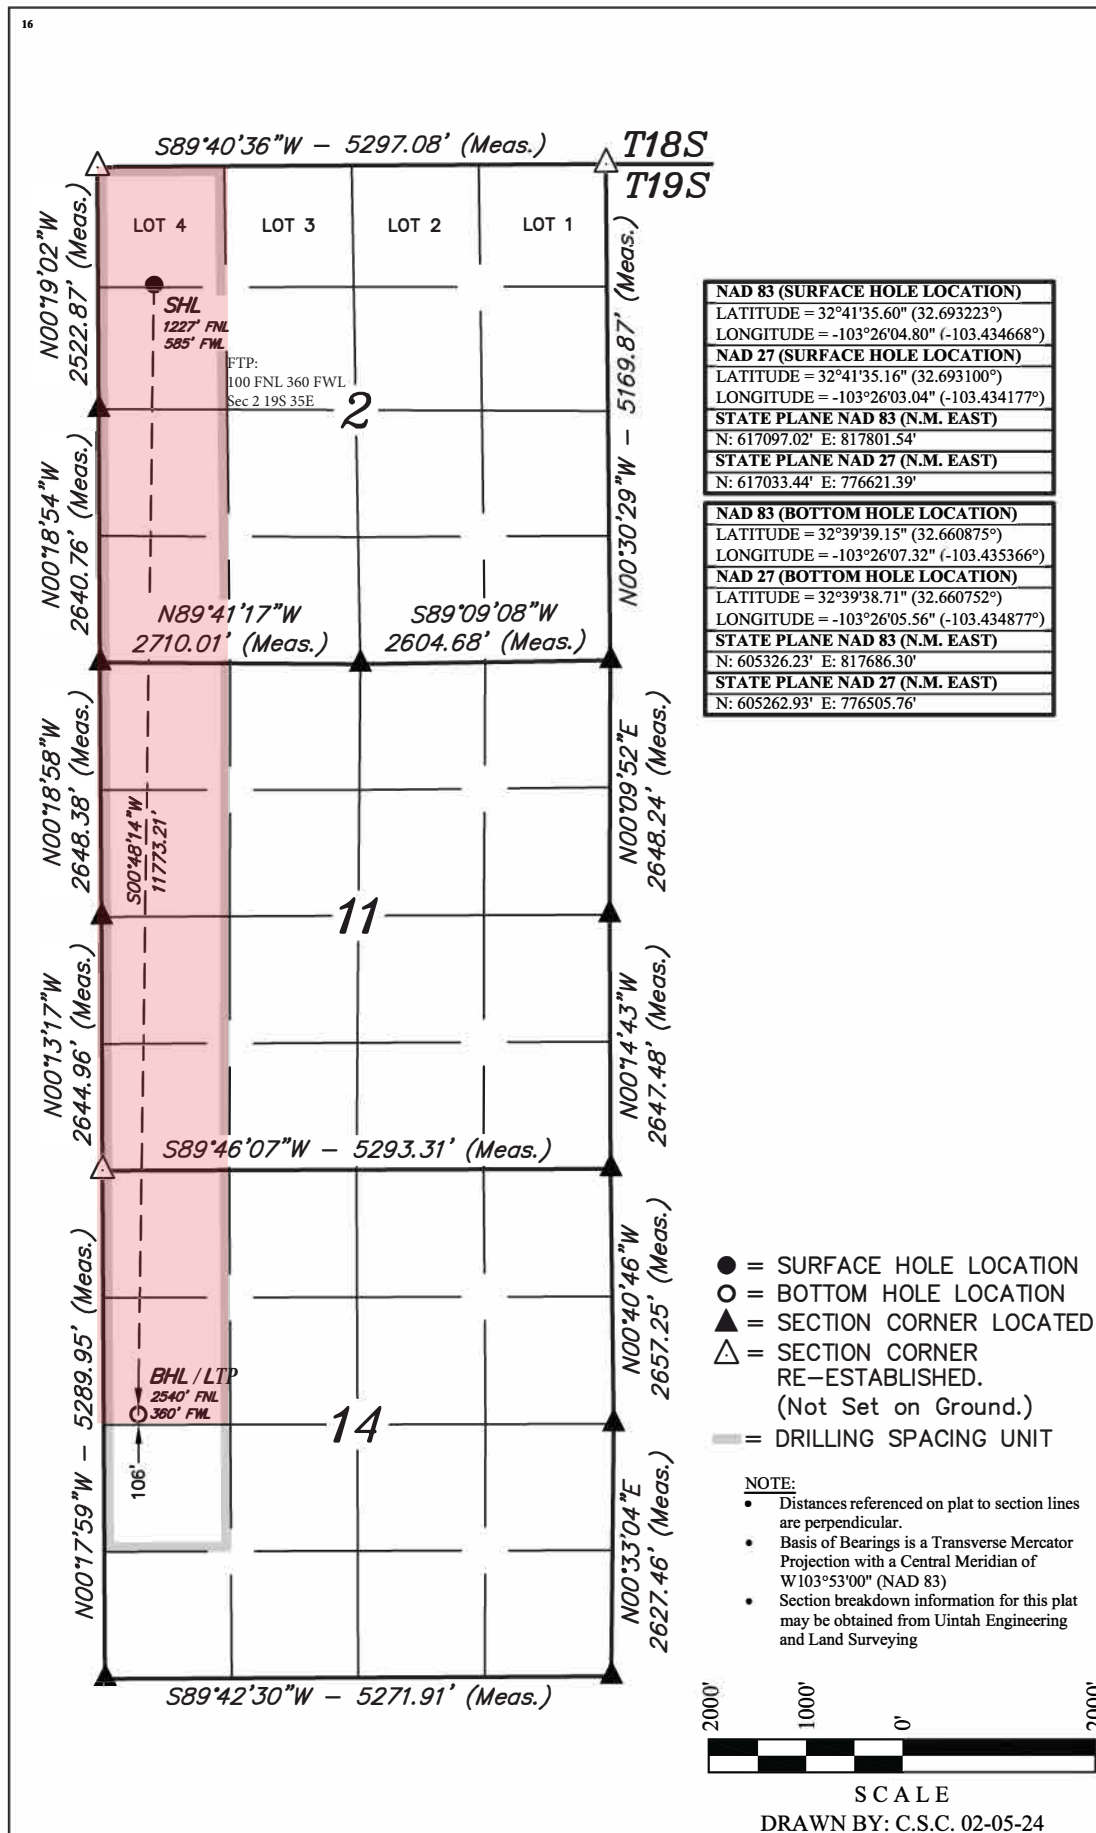 16
S89°40'36"W – 5297.08' (Meas.)
T18S
T19S
N00°19'02"W
2522.87' (Meas.)
LOT 4
LOT 3
LOT 2
LOT 1
SHL
1227' FNL
585' FWL
FTP:
100 FNL 360 FWL
Sec 2 19S 35E
2
N00°30'29"W – 5169.87' (Meas.)
N00°18'54"W
2640.76' (Meas.)
N89°41'17"W
2710.01' (Meas.)
S89°09'08"W
2604.68' (Meas.)
N00°18'58"W
2648.38' (Meas.)
S00°48'14"W
11773.21'
N00°09'52"E
2648.24' (Meas.)
11
N00°13'17"W
2644.96' (Meas.)
N00°14'43"W
2647.48' (Meas.)
S89°46'07"W – 5293.31' (Meas.)
N00°17'59"W – 5289.95' (Meas.)
N00°40'46"W
2657.25' (Meas.)
BHL / LTP
2540' FNL
360' FWL
14
106'
N00°33'04"E
2627.46' (Meas.)
S89°42'30"W – 5271.91' (Meas.)
NAD 83 (SURFACE HOLE LOCATION)
LATITUDE = 32°41'35.60" (32.693223°)
LONGITUDE = -103°26'04.80" (-103.434668°)
NAD 27 (SURFACE HOLE LOCATION)
LATITUDE = 32°41'35.16" (32.693100°)
LONGITUDE = -103°26'03.04" (-103.434177°)
STATE PLANE NAD 83 (N.M. EAST)
N: 617097.02' E: 817801.54'
STATE PLANE NAD 27 (N.M. EAST)
N: 617033.44' E: 776621.39'
NAD 83 (BOTTOM HOLE LOCATION)
LATITUDE = 32°39'39.15" (32.660875°)
LONGITUDE = -103°26'07.32" (-103.435366°)
NAD 27 (BOTTOM HOLE LOCATION)
LATITUDE = 32°39'38.71" (32.660752°)
LONGITUDE = -103°26'05.56" (-103.434877°)
STATE PLANE NAD 83 (N.M. EAST)
N: 605326.23' E: 817686.30'
STATE PLANE NAD 27 (N.M. EAST)
N: 605262.93' E: 776505.76'
= SURFACE HOLE LOCATION
= BOTTOM HOLE LOCATION
= SECTION CORNER LOCATED
= SECTION CORNER
RE–ESTABLISHED.
(Not Set on Ground.)
= DRILLING SPACING UNIT
NOTE:
• Distances referenced on plat to section lines
are perpendicular.
• Basis of Bearings is a Transverse Mercator
Projection with a Central Meridian of
W103°53'00" (NAD 83)
• Section breakdown information for this plat
may be obtained from Uintah Engineering
and Land Surveying
2000' 1000' 0' 2000'
SCALE
DRAWN BY: C.S.C. 02-05-24